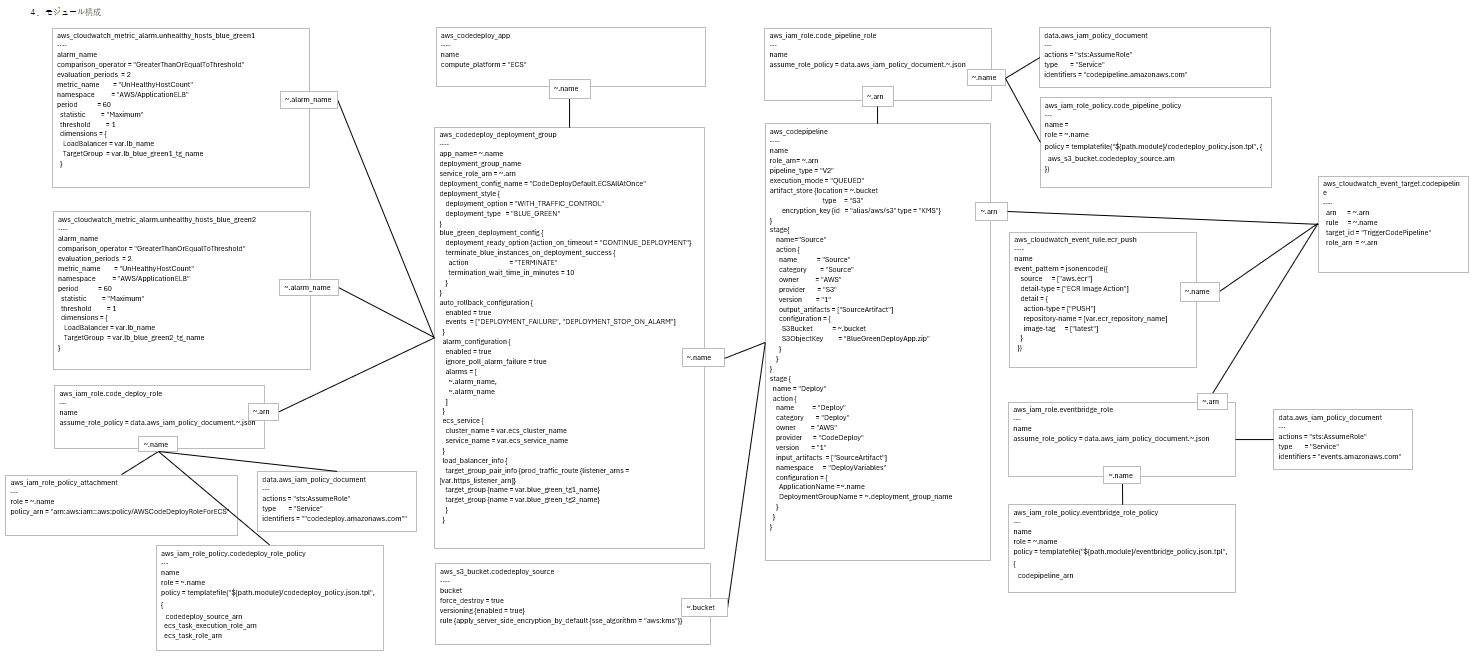 4．モジュール構成
aws_cloudwatch_metric_alarm.unhealthy_hosts_blue_green1
----
alarm_name
comparison_operator = "GreaterThanOrEqualToThreshold"
evaluation_periods = 2
metric_name = "UnHealthyHostCount"
namespace = "AWS/ApplicationELB"
period = 60
statistic = "Maximum"
threshold = 1
dimensions = {
LoadBalancer = var.lb_name
TargetGroup = var.lb_blue_green1_tg_name
}
~.alarm_name
aws_cloudwatch_metric_alarm.unhealthy_hosts_blue_green2
----
alarm_name
comparison_operator = "GreaterThanOrEqualToThreshold"
evaluation_periods = 2
metric_name = "UnHealthyHostCount"
namespace = "AWS/ApplicationELB"
period = 60
statistic = "Maximum"
threshold = 1
dimensions = {
LoadBalancer = var.lb_name
TargetGroup = var.lb_blue_green2_tg_name
}
~.alarm_name
aws_iam_role.code_deploy_role
---
name
assume_role_policy = data.aws_iam_policy_document.~.json
~.arn
~.name
aws_iam_role_policy_attachment
---
role = ~.name
policy_arn = "arn:aws:iam::aws:policy/AWSCodeDeployRoleForECS"
data.aws_iam_policy_document
---
actions = "sts:AssumeRole"
type = "Service"
identifiers = ""codedeploy.amazonaws.com""
aws_iam_role_policy.codedeploy_role_policy
---
name
role = ~.name
policy = templatefile("${path.module}/codedeploy_policy.json.tpl",
{
codedeploy_source_arn
ecs_task_execution_role_arn
ecs_task_role_arn
aws_codedeploy_app
----
name
compute_platform = "ECS"
~.name
aws_codedeploy_deployment_group
----
app_name= ~.name
deployment_group_name
service_role_arn = ~.arn
deployment_config_name = "CodeDeployDefault.ECSAllAtOnce"
deployment_style {
deployment_option = "WITH_TRAFFIC_CONTROL"
deployment_type = "BLUE_GREEN"
}
blue_green_deployment_config {
deployment_ready_option {action_on_timeout = "CONTINUE_DEPLOYMENT"}
terminate_blue_instances_on_deployment_success {
action = "TERMINATE"
termination_wait_time_in_minutes = 10
}
}
auto_rollback_configuration {
enabled = true
events = ["DEPLOYMENT_FAILURE", "DEPLOYMENT_STOP_ON_ALARM"]
}
alarm_configuration {
enabled = true
ignore_poll_alarm_failure = true
alarms = [
~.alarm_name,
~.alarm_name
]
}
ecs_service {
cluster_name = var.ecs_cluster_name
service_name = var.ecs_service_name
}
load_balancer_info {
target_group_pair_info {prod_traffic_route {listener_arns =
[var.https_listener_arn]}
target_group {name = var.blue_green_tg1_name}
target_group {name = var.blue_green_tg2_name}
}
}
~.name
aws_s3_bucket.codedeploy_source
----
bucket
force_destroy = true
versioning {enabled = true}
rule {apply_server_side_encryption_by_default {sse_algorithm = "aws:kms"}}
~.bucket
aws_iam_role.code_pipeline_role
---
name
assume_role_policy = data.aws_iam_policy_document.~.json
~.name
~.arn
aws_codepipeline
----
name
role_arn= ~.arn
pipeline_type = "V2"
execution_mode = "QUEUED"
artifact_store {location = ~.bucket
type = "S3"
encryption_key {id = "alias/aws/s3" type = "KMS"}
}
stage{
name="Source"
action {
name = "Source"
category = "Source"
owner = "AWS"
provider = "S3"
version = "1"
output_artifacts = ["SourceArtifact"]
configuration = {
S3Bucket = ~.bucket
S3ObjectKey = "BlueGreenDeployApp.zip"
}
}
}
stage {
name = "Deploy"
action {
name = "Deploy"
category = "Deploy"
owner = "AWS"
provider = "CodeDeploy"
version = "1"
input_artifacts = ["SourceArtifact"]
namespace = "DeployVariables"
configuration = {
ApplicationName =~.name
DeploymentGroupName = ~.deployment_group_name
}
}
}
~.arn
data.aws_iam_policy_document
---
actions = "sts:AssumeRole"
type = "Service"
identifiers = "codepipeline.amazonaws.com"
aws_iam_role_policy.code_pipeline_policy
---
name =
role = ~.name
policy = templatefile("${path.module}/codedeploy_policy.json.tpl", {
aws_s3_bucket.codedeploy_source.arn
})
aws_cloudwatch_event_target.codepipelin
e
----
arn = ~.arn
rule = ~.name
target_id = "TriggerCodePipeline"
role_arn = ~.arn
aws_cloudwatch_event_rule.ecr_push
----
name
event_pattern = jsonencode({
source = ["aws.ecr"]
detail-type = ["ECR Image Action"]
detail = {
action-type = ["PUSH"]
repository-name = [var.ecr_repository_name]
image-tag = ["latest"]
}
})
~.name
~.arn
aws_iam_role.eventbridge_role
---
name
assume_role_policy = data.aws_iam_policy_document.~.json
~.name
data.aws_iam_policy_document
---
actions = "sts:AssumeRole"
type = "Service"
identifiers = "events.amazonaws.com"
aws_iam_role_policy.eventbridge_role_policy
---
name
role = ~.name
policy = templatefile("${path.module}/eventbridge_policy.json.tpl",
{
codepipeline_arn